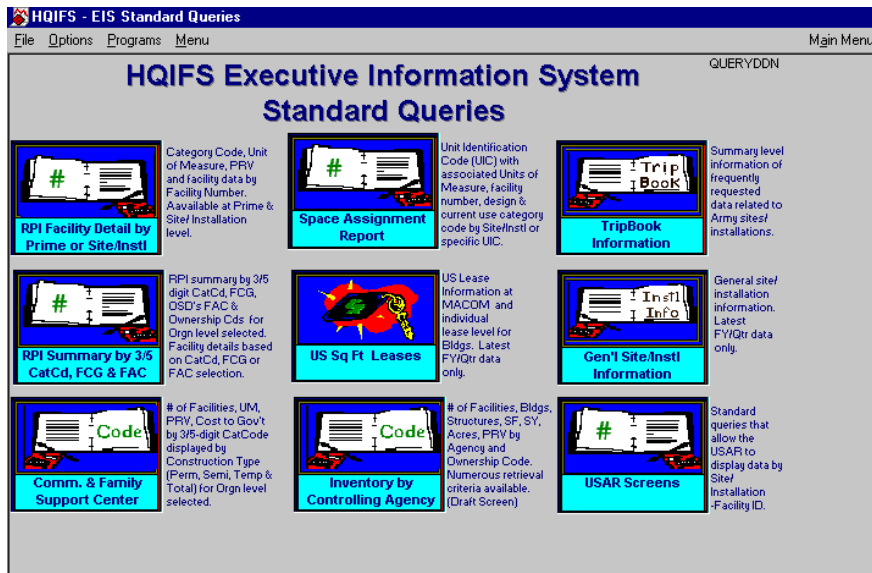 HQIFS - EIS Standard Queries
File Options Programs Menu Main Menu
QUERYDDN
HQIFS Executive Information System
Standard Queries
#
RPI Facility Detail by
Prime or Site/Instl
Category Code, Unit
of Measure, PRV
and facility data by
Facility Number.
Aavailable at Prime &
Site/ Installation
level.
#
Space Assignment
Report
Unit Identification
Code (UIC) with
associated Units of
Measure, facility
number, design &
current use category
code by Site/Instl or
specific UIC.
Trip
Book
TripBook
Information
Summary level
information of
frequently
requested
data related to
Army sites/
installations.
#
RPI Summary by 3/5
CatCd, FCG & FAC
RPI summary by 3/5
digit CatCd, FCG,
OSD's FAC &
Ownership Cds for
Orgn level selected.
Facility details based
on CatCd, FCG or
FAC selection.
US Sq Ft Leases
US Lease
Information at
MACOM and
individual
lease level for
Bldgs. Latest
FY/Qtr data
only.
Instl
Info
Gen'l Site/Instl
Information
General site/
installation
information.
Latest
FY/Qtr data
only.
Code
Comm. & Family
Support Center
# of Facilities, UM,
PRV, Cost to Gov't
by 3/5-digit CatCode
displayed by
Construction Type
(Perm, Semi, Temp &
Total) for Orgn level
selected.
Code
Inventory by
Controlling Agency
# of Facilities, Bldgs,
Structures, SF, SY,
Acres, PRV by
Agency and
Ownership Code.
Numerous retrieval
criteria available.
(Draft Screen)
#
USAR Screens
Standard
queries that
allow the
USAR to
display data by
Site/
Installation
-Facility ID.